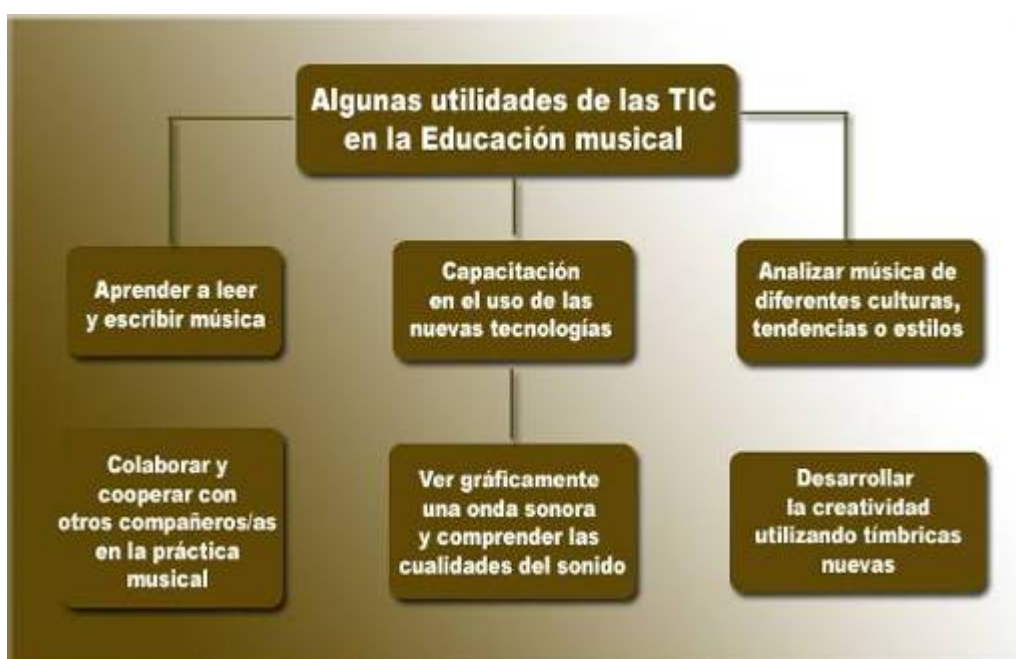 Algunas utilidades de las TIC
en la Educación musical
Aprender a leer
y escribir música
Capacitación
en el uso de las
nuevas tecnologías
Analizar música de
diferentes culturas,
tendencias o estilos
Colaborar y
cooperar con
otros compañeros/as
en la práctica
musical
Ver gráficamente
una onda sonora
y comprender las
cualidades del sonido
Desarrollar
la creatividad
utilizando tímbricas
nuevas